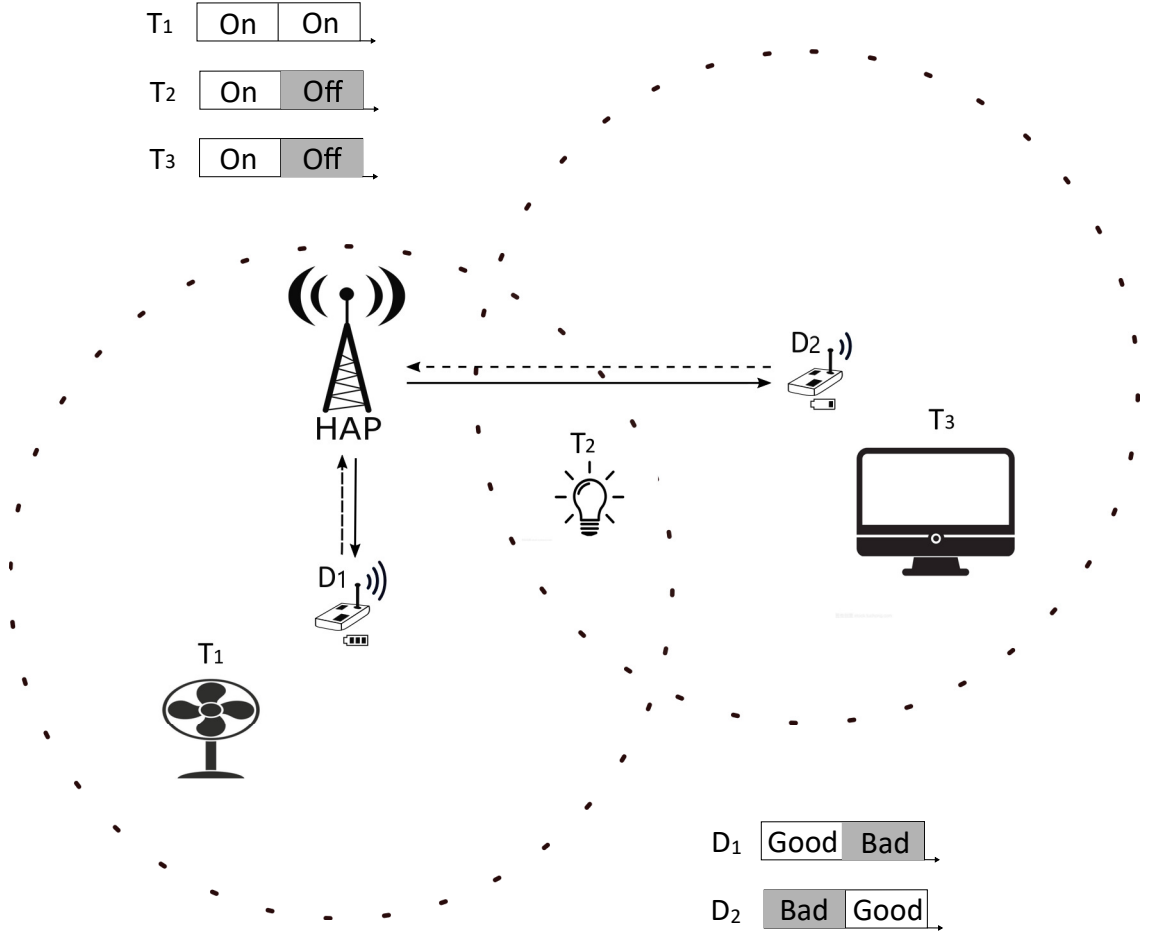 T1 On On
T2 On Off
T3 On Off
HAP
D2
T3
T2
D1
T1
D1 Good Bad
D2 Bad Good